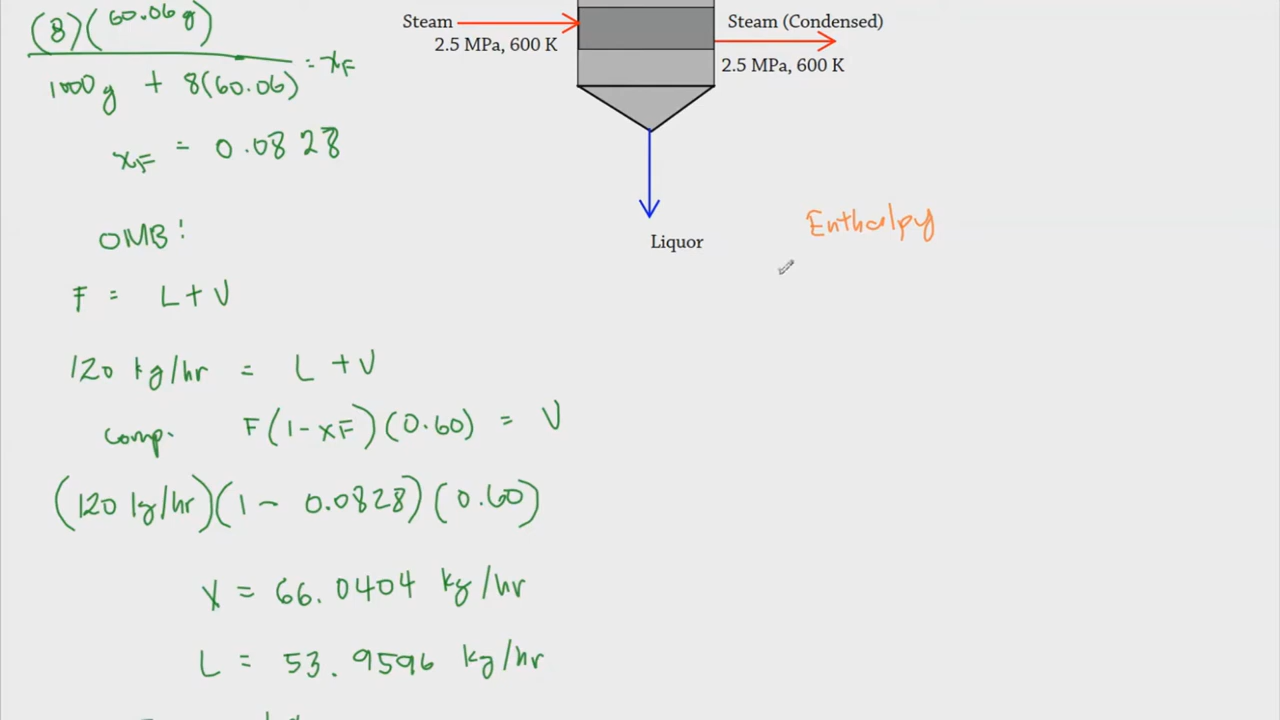 (8)(60.06 g)
1000g + 8(60.06) = xF
xF = 0.0828
OMB:
F = L + V
120 kg/hr = L + V
comp. F(1-xF)(0.60) = V
(120 kg/hr)(1 - 0.0828)(0.60)
V = 66.0404 kg/hr
L = 53.9596 kg/hr
Steam
2.5 MPa, 600 K
Steam (Condensed)
2.5 MPa, 600 K
Liquor
Enthalpy